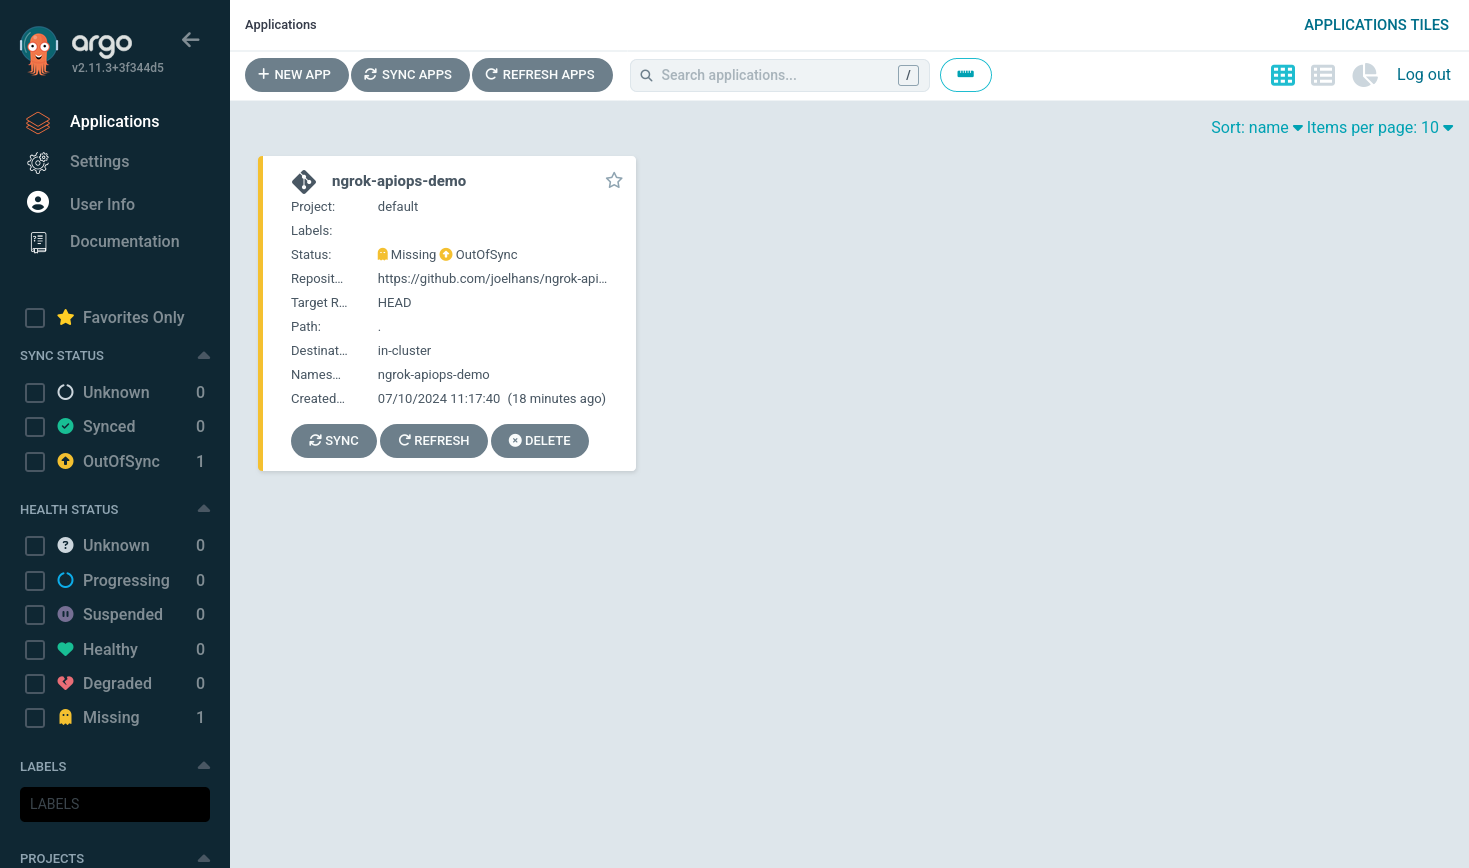 argo
v2.11.3+3f344d5
Applications
Settings
User Info
Documentation
Favorites Only
SYNC STATUS
Unknown 0
Synced 0
OutOfSync 1
HEALTH STATUS
Unknown 0
Progressing 0
Suspended 0
Healthy 0
Degraded 0
Missing 1
LABELS
LABELS
PROJECTS
Applications
APPLICATIONS TILES
NEW APP SYNC APPS REFRESH APPS Search applications... / Log out
Sort: name Items per page: 10
ngrok-apiops-demo
Project: default
Labels:
Status: Missing OutOfSync
Reposit... https://github.com/joelhans/ngrok-api...
Target R... HEAD
Path: .
Destinat... in-cluster
Names... ngrok-apiops-demo
Created... 07/10/2024 11:17:40 (18 minutes ago)
SYNC REFRESH DELETE